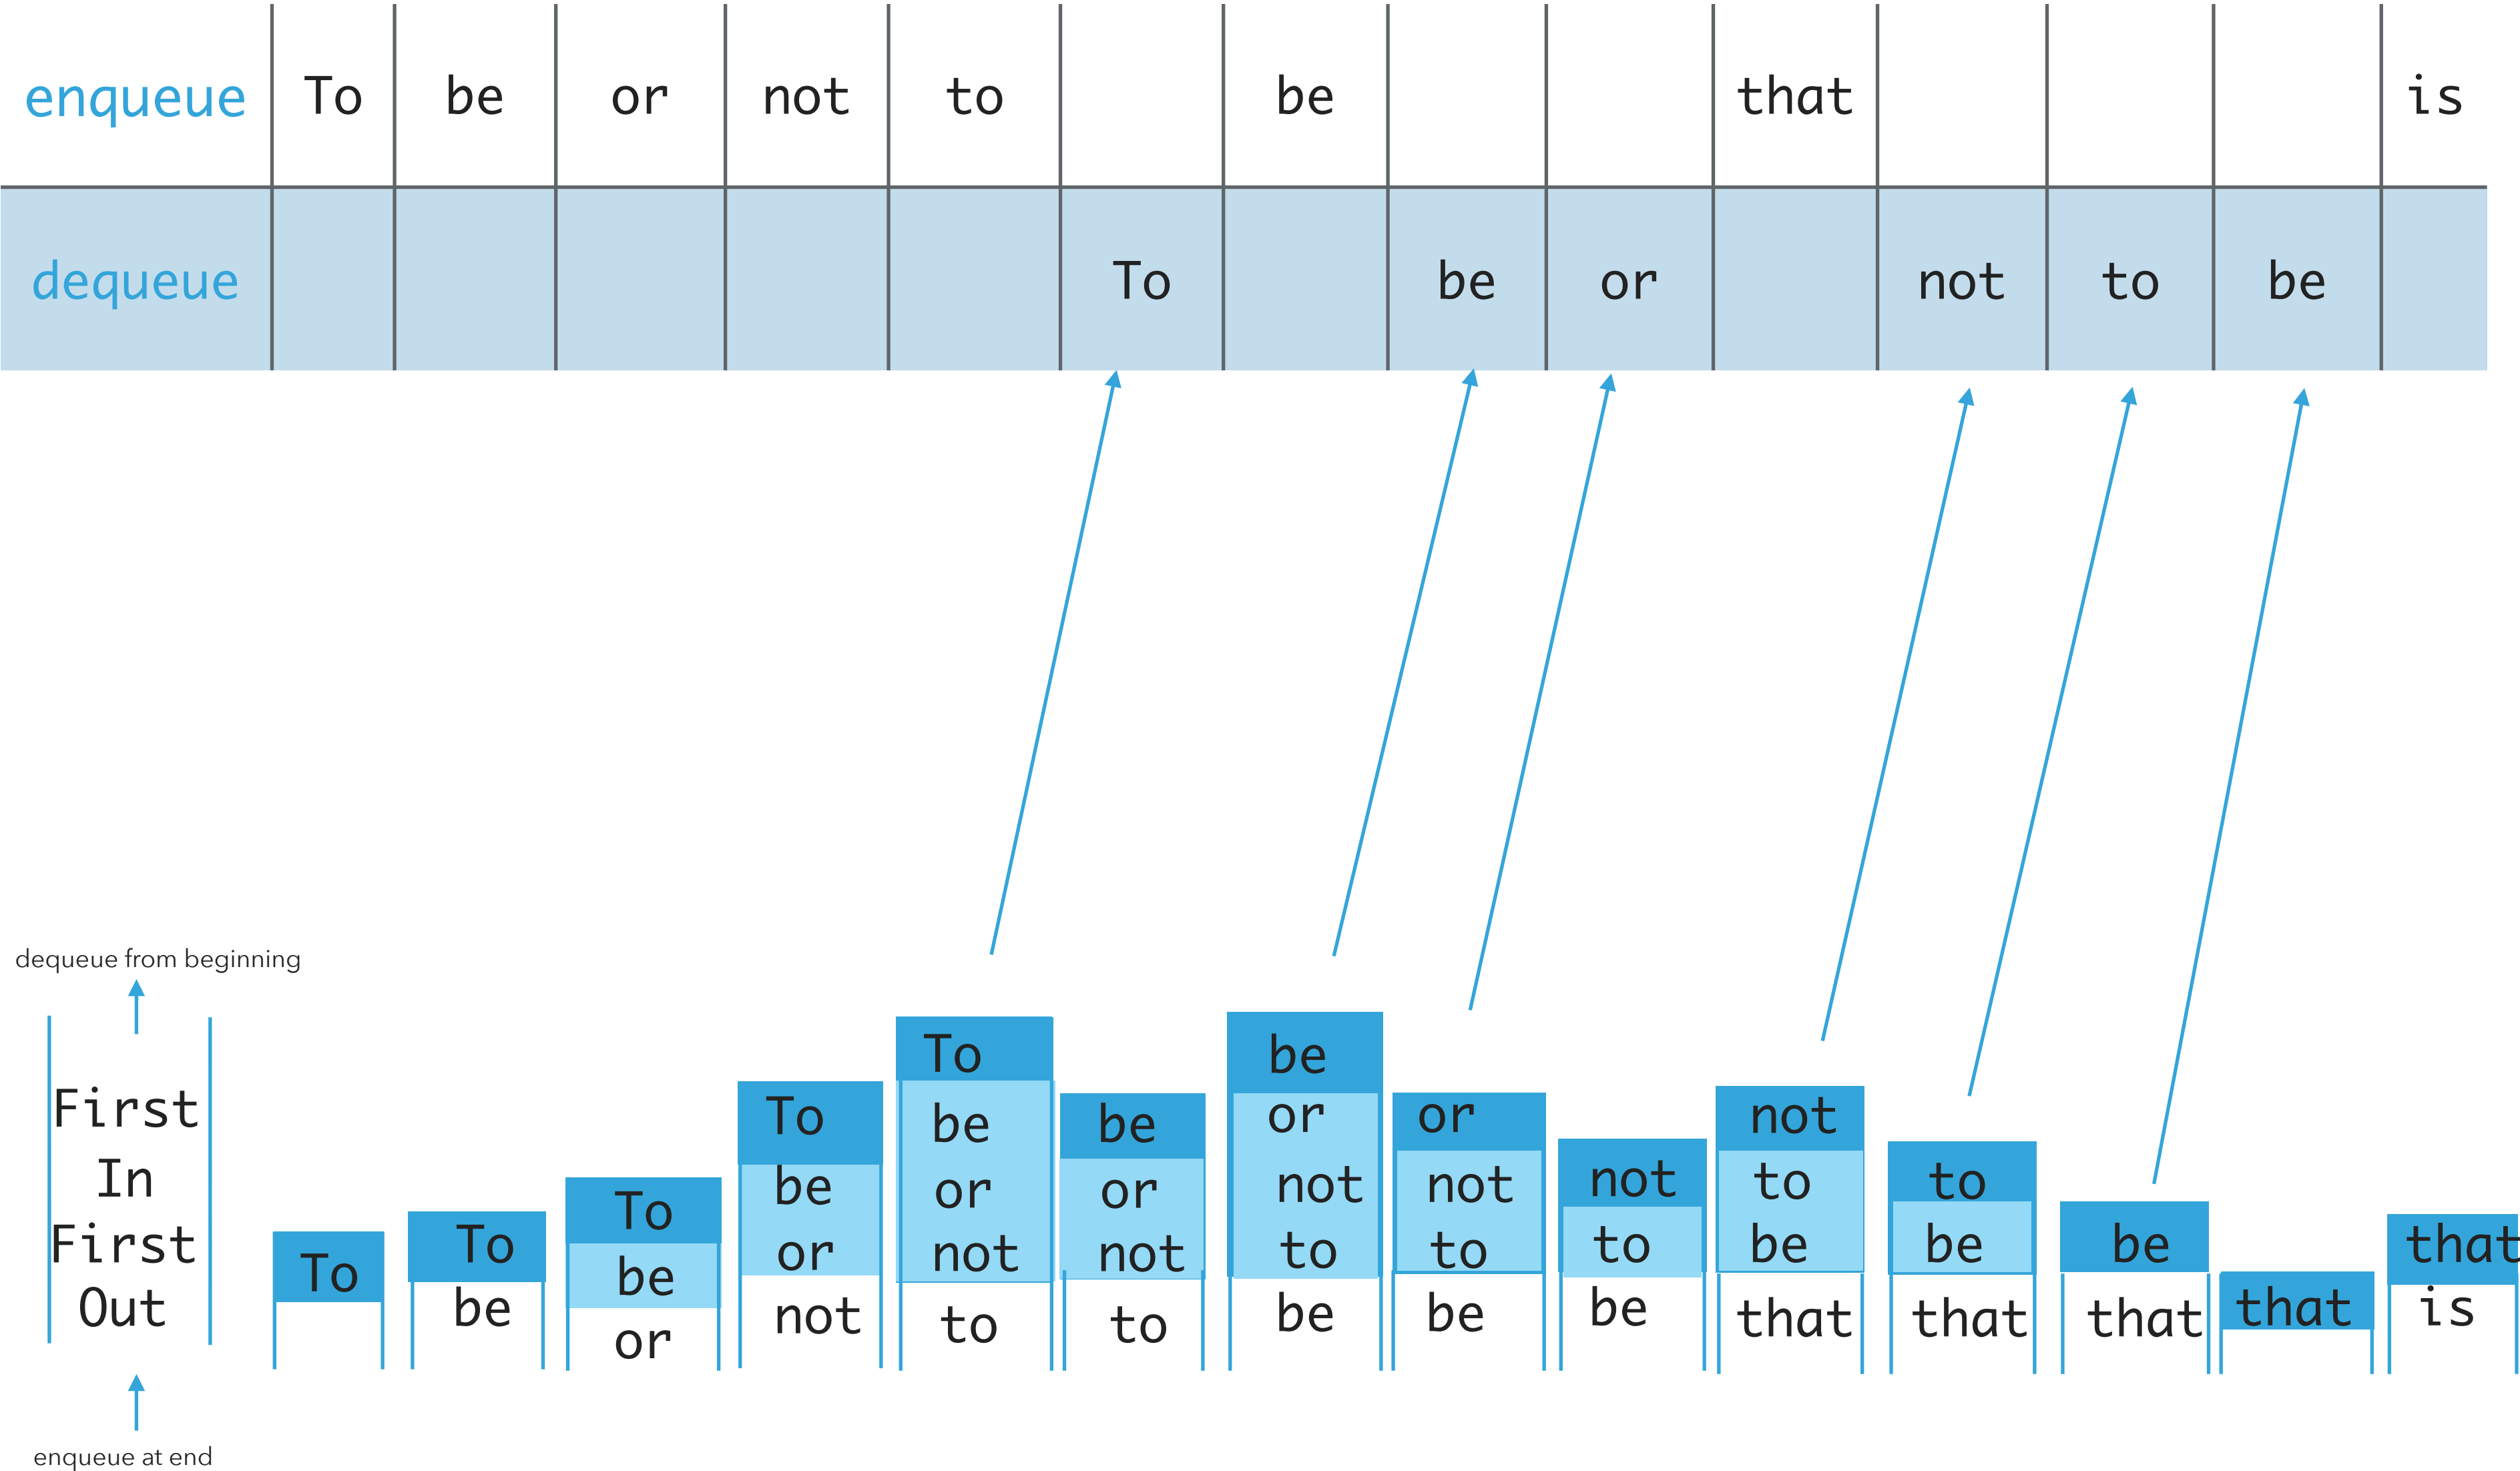 enqueue To be or not to be that is
dequeue To be or not to be
dequeue from beginning
First
In
First
Out
enqueue at end
To
To
be
To
be
or
To
be
or
not
To
be
or
not
to
be
or
not
to
be
or
not
to
be
or
not
to
be
not
to
be
not
to
be
that
to
be
that
be
that
that
that
is